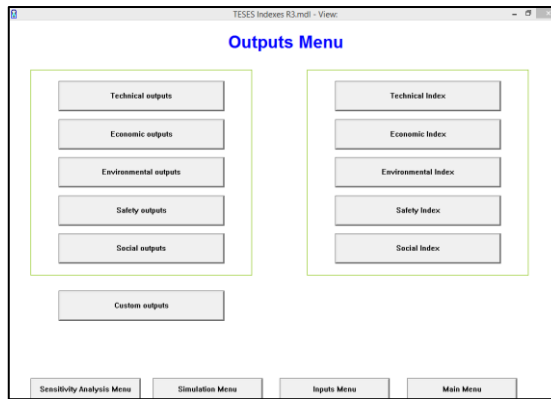 TESES Indexes R3.mdl - View:
Outputs Menu
Technical outputs
Economic outputs
Environmental outputs
Safety outputs
Social outputs
Custom outputs
Technical Index
Economic Index
Environmental Index
Safety Index
Social Index
Sensitivity Analysis Menu
Simulation Menu
Inputs Menu
Main Menu